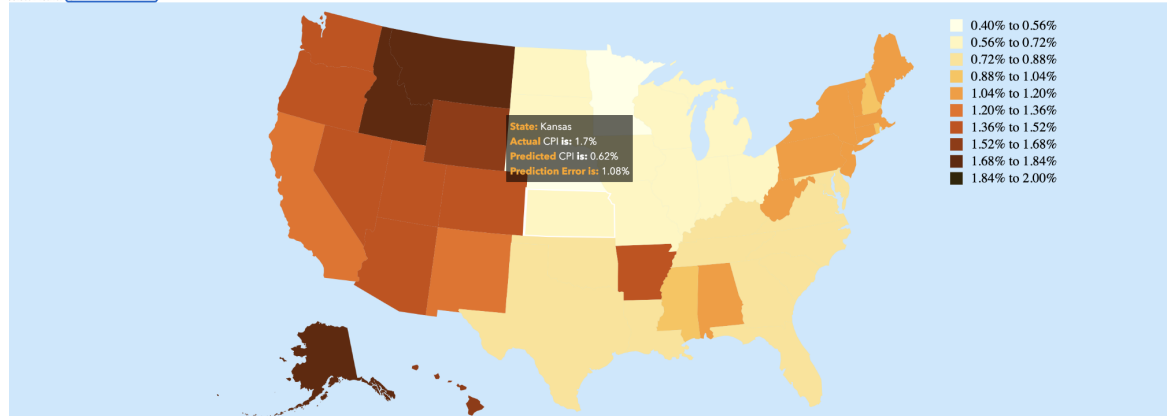 State: Kansas
Actual CPI is: 1.7%
Predicted CPI is: 0.62%
Prediction Error is: 1.08%
0.40% to 0.56%
0.56% to 0.72%
0.72% to 0.88%
0.88% to 1.04%
1.04% to 1.20%
1.20% to 1.36%
1.36% to 1.52%
1.52% to 1.68%
1.68% to 1.84%
1.84% to 2.00%